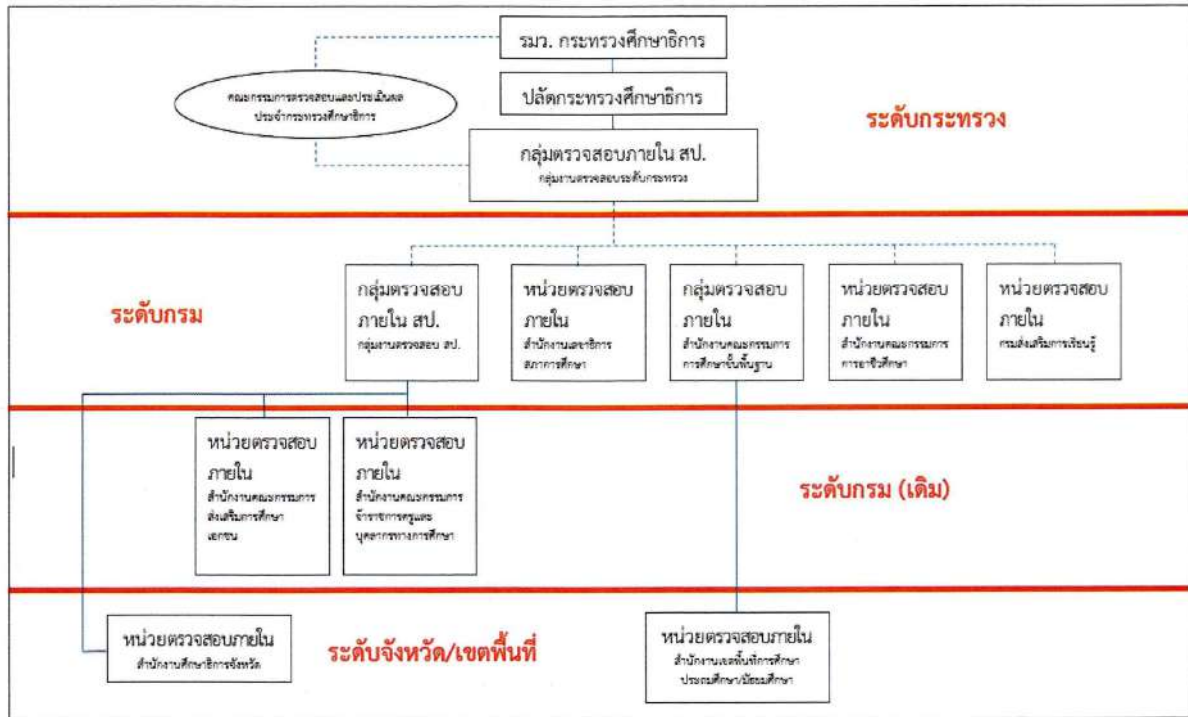 รมว. กระทรวงศึกษาธิการ
คณะกรรมการตรวจสอบและประเมินผล
ประจำกระทรวงศึกษาธิการ
ปลัดกระทรวงศึกษาธิการ
ระดับกระทรวง
กลุ่มตรวจสอบภายใน สป.
กลุ่มงานตรวจสอบระดับกระทรวง
ระดับกรม
กลุ่มตรวจสอบ
ภายใน สป.
กลุ่มงานตรวจสอบ สป.
หน่วยตรวจสอบ
ภายใน
สำนักงานเลขาธิการ
สภาการศึกษา
กลุ่มตรวจสอบ
ภายใน
สำนักงานคณะกรรมการ
การศึกษาขั้นพื้นฐาน
หน่วยตรวจสอบ
ภายใน
สำนักงานคณะกรรมการ
การอาชีวศึกษา
หน่วยตรวจสอบ
ภายใน
กรมส่งเสริมการเรียนรู้
หน่วยตรวจสอบ
ภายใน
สำนักงานคณะกรรมการ
ส่งเสริมการศึกษา
เอกชน
หน่วยตรวจสอบ
ภายใน
สำนักงานคณะกรรมการ
ข้าราชการครูและ
บุคลากรทางการศึกษา
ระดับกรม (เดิม)
หน่วยตรวจสอบภายใน
สำนักงานศึกษาธิการจังหวัด
ระดับจังหวัด/เขตพื้นที่
หน่วยตรวจสอบภายใน
สำนักงานเขตพื้นที่การศึกษา
ประถมศึกษา/มัธยมศึกษา